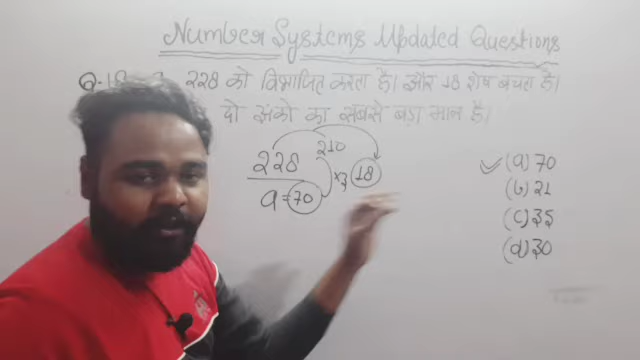 Number Systems Updated Questions
228 को विभाजित करता है। और 18 शेष बचता है।
दो अंको का सबसे बड़ा मान है।
210
228
18
a = 70
×3
(a) 70
(b) 21
(c) 35
(d) 30